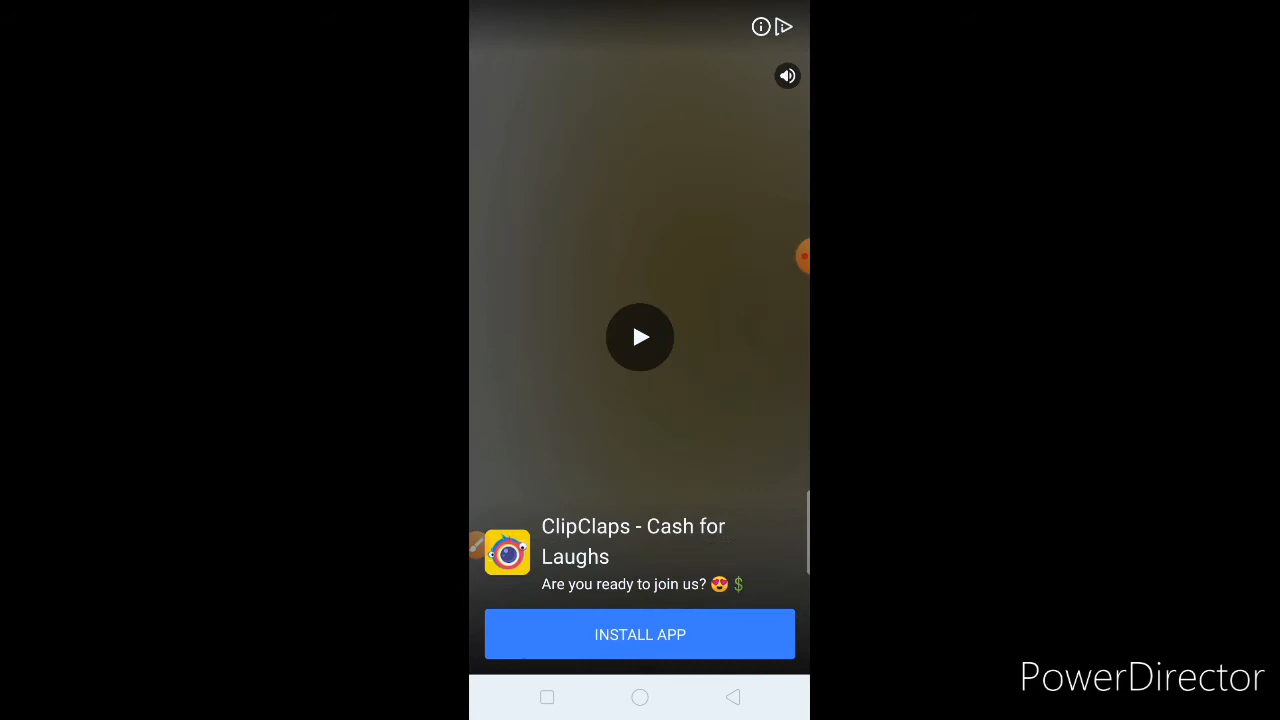 ClipClaps - Cash for
Laughs
Are you ready to join us? 😍💲
INSTALL APP
PowerDirector